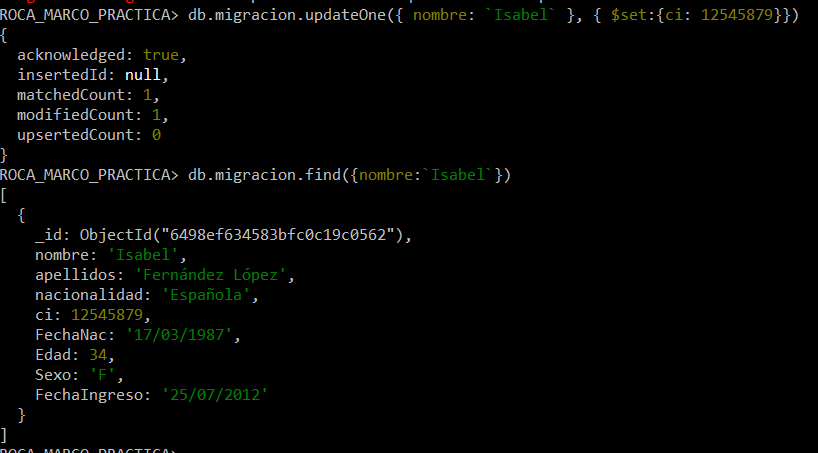 ROCA_MARCO_PRACTICA> db.migracion.updateOne({ nombre: `Isabel` }, { $set:{ci: 12545879}})
{
  acknowledged: true,
  insertedId: null,
  matchedCount: 1,
  modifiedCount: 1,
  upsertedCount: 0
}
ROCA_MARCO_PRACTICA> db.migracion.find({nombre:`Isabel`})
[
  {
    _id: ObjectId("6498ef634583bfc0c19c0562"),
    nombre: 'Isabel',
    apellidos: 'Fernández López',
    nacionalidad: 'Española',
    ci: 12545879,
    FechaNac: '17/03/1987',
    Edad: 34,
    Sexo: 'F',
    FechaIngreso: '25/07/2012'
  }
]
ROCA_MARCO_PRACTICA>